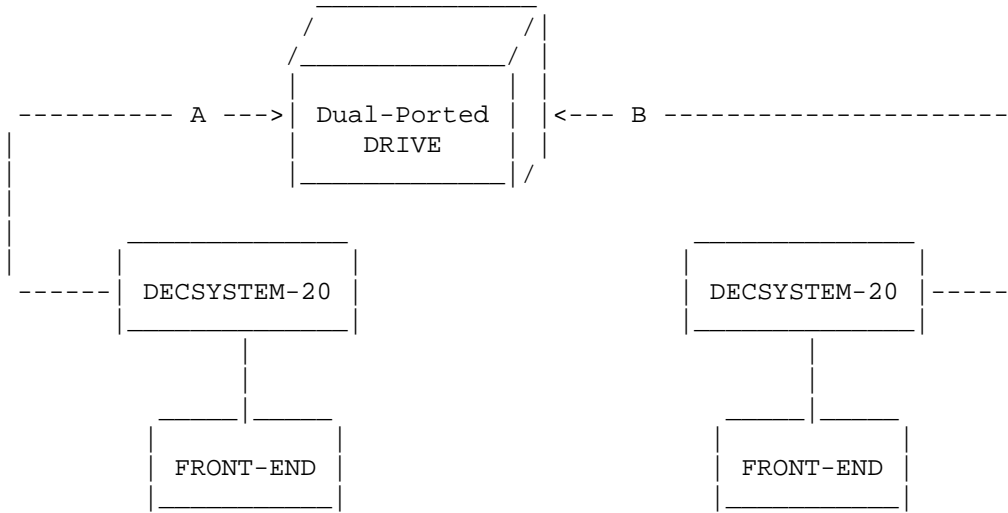 A
Dual-Ported
DRIVE
B
DECSYSTEM-20
DECSYSTEM-20
FRONT-END
FRONT-END